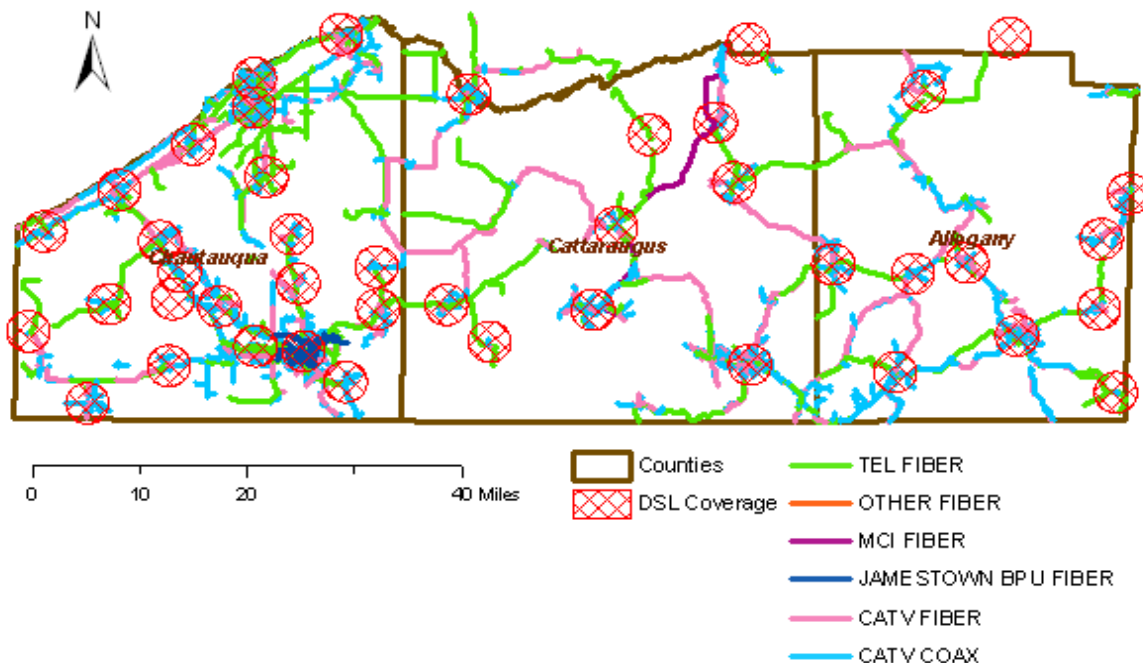 N
Chautauqua
Cattaraugus
Allegany
0 10 20 40 Miles
Counties
DSL Coverage
TEL FIBER
OTHER FIBER
MCI FIBER
JAMESTOWN BPU FIBER
CATV FIBER
CATV COAX